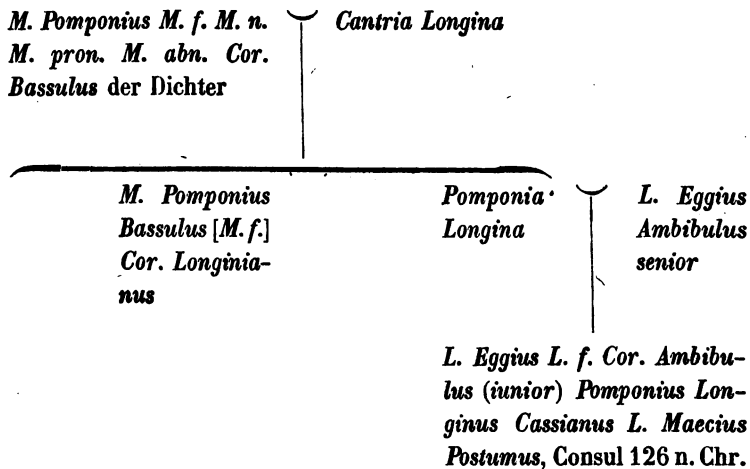 M. Pomponius M. f. M. n.
M. pron. M. abn. Cor.
Bassulus der Dichter
Cantria Longina
M. Pomponius
Bassulus [M. f.]
Cor. Longinia-
nus
Pomponia
Longina
L. Eggius
Ambibulus
senior
L. Eggius L. f. Cor. Ambibu-
lus (iunior) Pomponius Lon-
ginus Cassianus L. Maecius
Postumus, Consul 126 n. Chr.